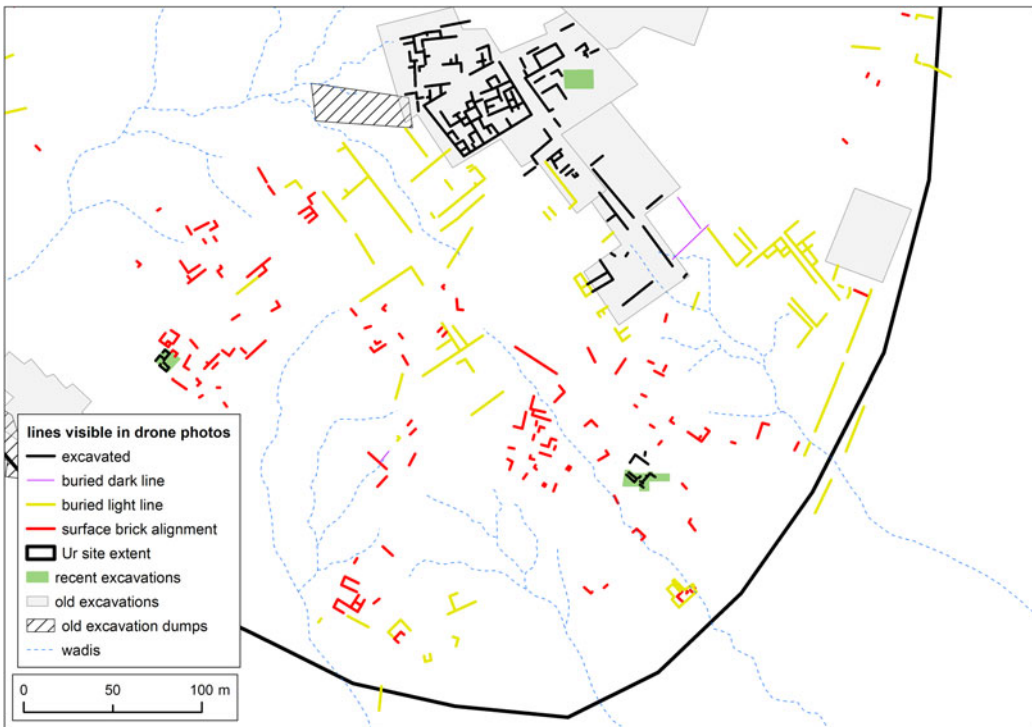 lines visible in drone photos
excavated
buried dark line
buried light line
surface brick alignment
Ur site extent
recent excavations
old excavations
old excavation dumps
wadis
0 50 100 m